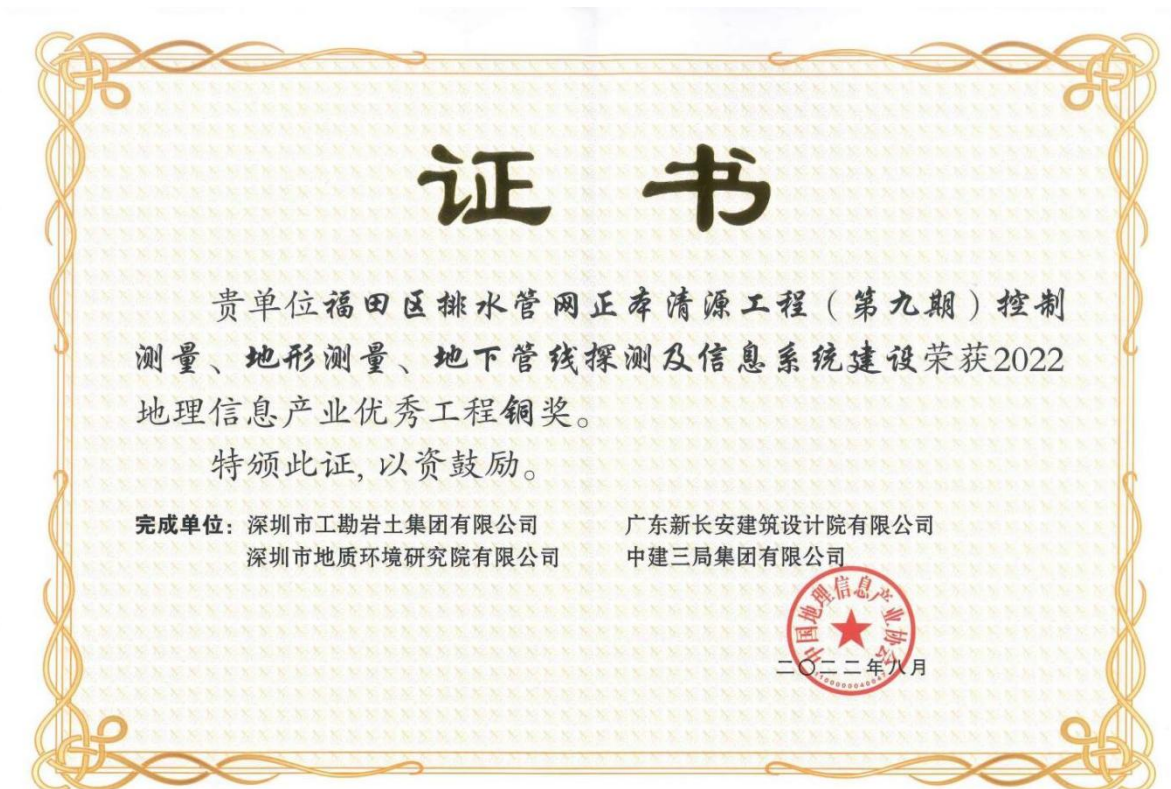 证 书
贵单位福田区排水管网正本清源工程（第九期）控制
测量、地形测量、地下管线探测及信息系统建设荣获2022
地理信息产业优秀工程铜奖。
特颁此证,以资鼓励。
完成单位：深圳市工勘岩土集团有限公司 广东新长安建筑设计院有限公司
深圳市地质环境研究院有限公司 中建三局集团有限公司
中国地理信息产业协会
二〇二二年八月